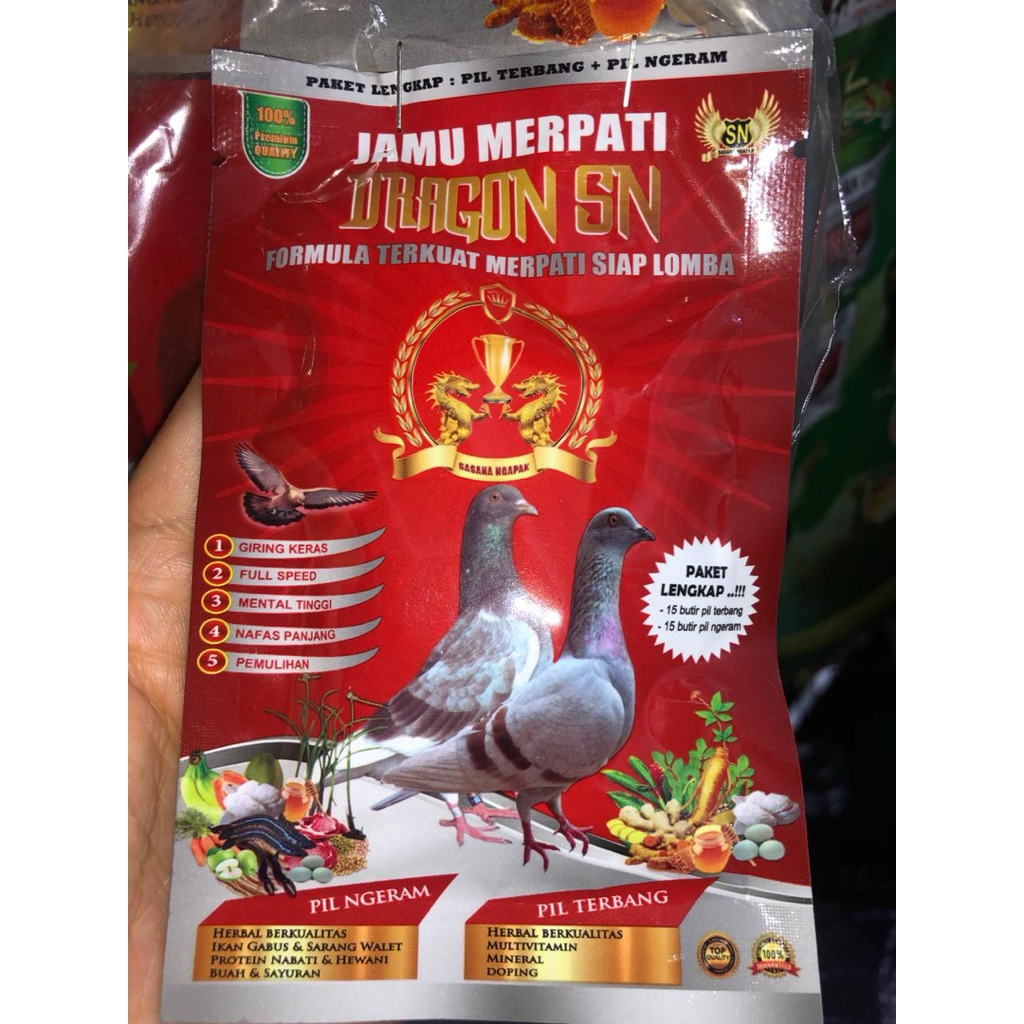 PAKET LENGKAP : PIL TERBANG + PIL NGERAM
100%
Premium
QUALITY
SN
JAMU MERPATI
DRAGON SN
FORMULA TERKUAT MERPATI SIAP LOMBA
SASANA NGAPAK
1 GIRING KERAS
2 FULL SPEED
3 MENTAL TINGGI
4 NAFAS PANJANG
5 PEMULIHAN
PAKET
LENGKAP ..!!!
- 15 butir pil terbang
- 15 butir pil ngeram
PIL NGERAM
HERBAL BERKUALITAS
IKAN GABUS & SARANG WALET
PROTEIN NABATI & HEWANI
BUAH & SAYURAN
PIL TERBANG
HERBAL BERKUALITAS
MULTIVITAMIN
MINERAL
DOPING
TOP
QUALITY
100%
GUARANTEED